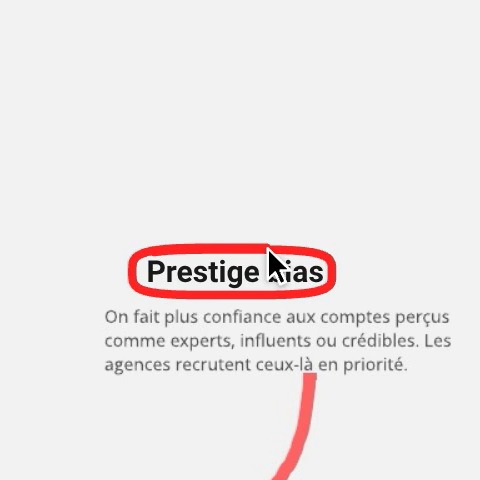 Prestige Bias
On fait plus confiance aux comptes perçus
comme experts, influents ou crédibles. Les
agences recrutent ceux-là en priorité.